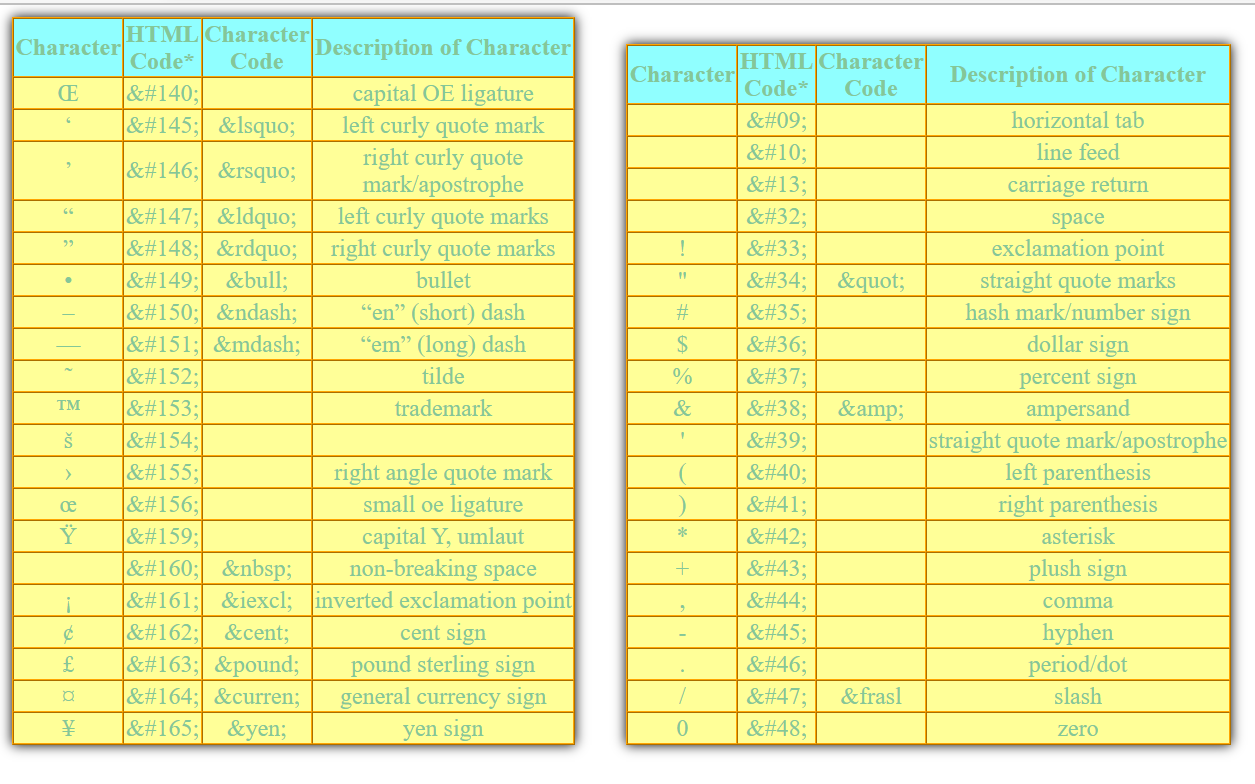 Character HTML Code* Character Code Description of Character
Œ &#140; capital OE ligature
‘ &#145; &lsquo; left curly quote mark
’ &#146; &rsquo; right curly quote mark/apostrophe
“ &#147; &ldquo; left curly quote marks
” &#148; &rdquo; right curly quote marks
• &#149; &bull; bullet
– &#150; &ndash; “en” (short) dash
— &#151; &mdash; “em” (long) dash
˜ &#152; tilde
™ &#153; trademark
š &#154;
› &#155; right angle quote mark
œ &#156; small oe ligature
Ÿ &#159; capital Y, umlaut
&#160; &nbsp; non-breaking space
¡ &#161; &iexcl; inverted exclamation point
¢ &#162; &cent; cent sign
£ &#163; &pound; pound sterling sign
¤ &#164; &curren; general currency sign
¥ &#165; &yen; yen sign
Character HTML Code* Character Code Description of Character
&#09; horizontal tab
&#10; line feed
&#13; carriage return
&#32; space
! &#33; exclamation point
" &#34; &quot; straight quote marks
# &#35; hash mark/number sign
$ &#36; dollar sign
% &#37; percent sign
& &#38; &amp; ampersand
' &#39; straight quote mark/apostrophe
( &#40; left parenthesis
) &#41; right parenthesis
* &#42; asterisk
+ &#43; plush sign
, &#44; comma
- &#45; hyphen
. &#46; period/dot
/ &#47; &frasl slash
0 &#48; zero